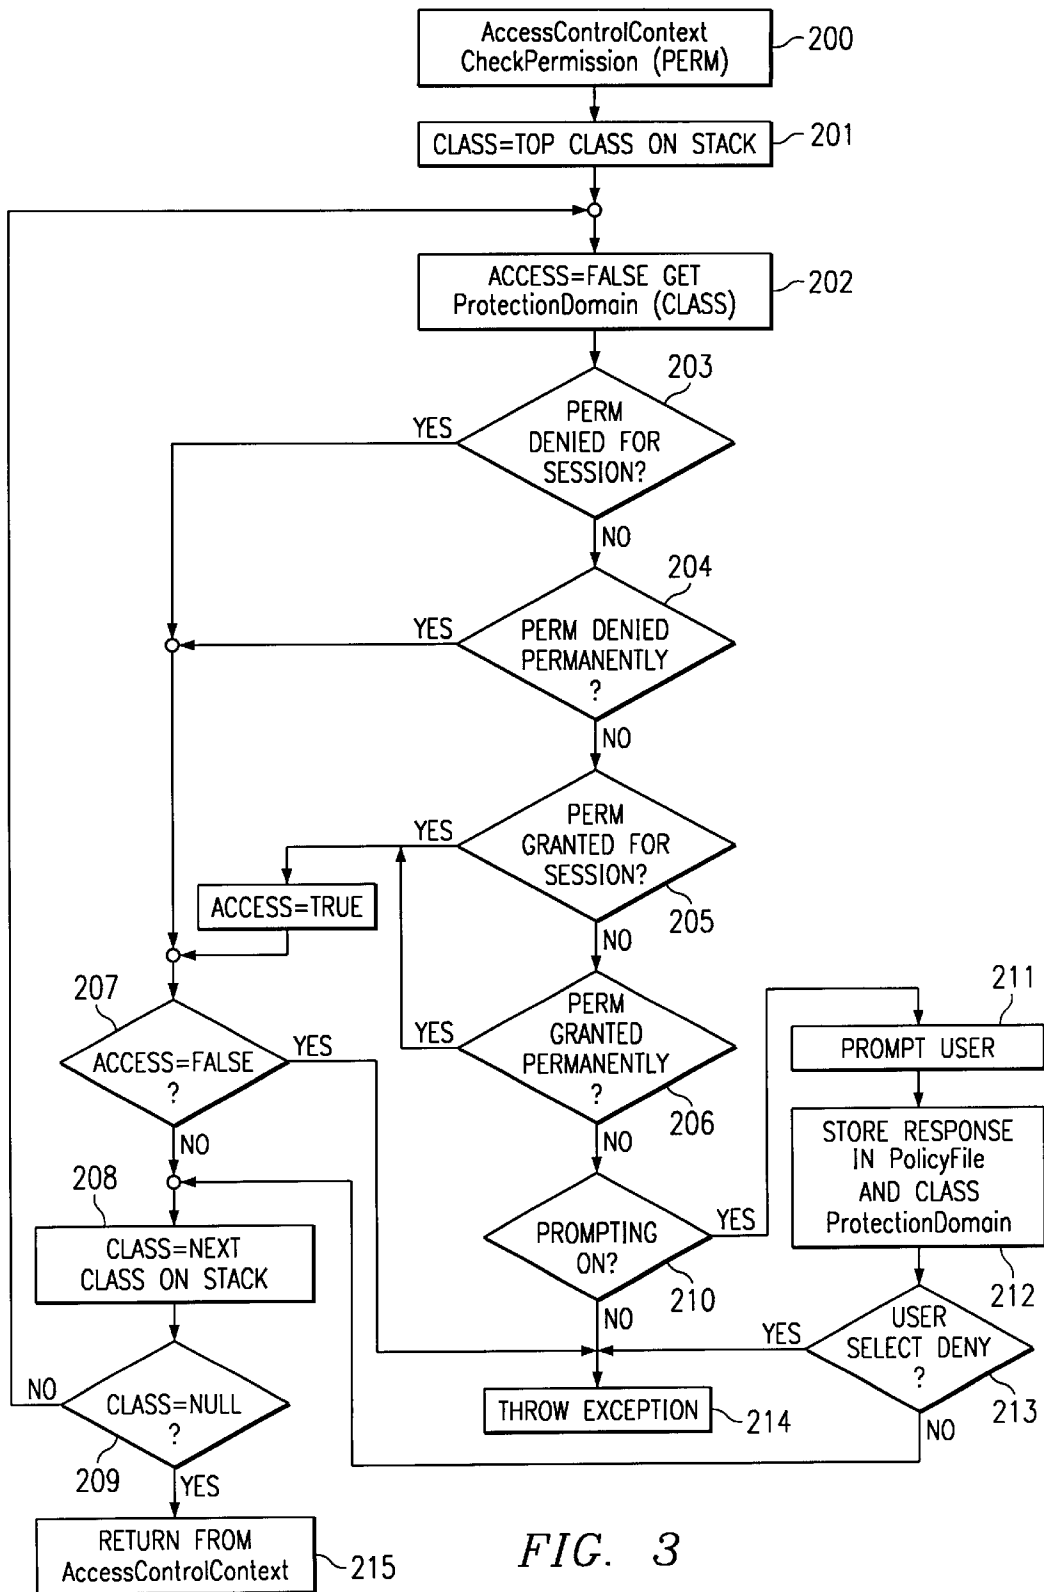 AccessControlContext
CheckPermission (PERM)
200
CLASS=TOP CLASS ON STACK
201
ACCESS=FALSE GET
ProtectionDomain (CLASS)
202
203
PERM
DENIED FOR
SESSION?
YES
NO
204
PERM DENIED
PERMANENTLY
?
YES
NO
PERM
GRANTED FOR
SESSION?
YES
205
NO
ACCESS=TRUE
PERM
GRANTED
PERMANENTLY
?
YES
206
NO
207
ACCESS=FALSE
?
YES
NO
211
PROMPT USER
STORE RESPONSE
IN PolicyFile
AND CLASS
ProtectionDomain
212
PROMPTING
ON?
YES
210
NO
208
CLASS=NEXT
CLASS ON STACK
USER
SELECT DENY
?
YES
213
NO
CLASS=NULL
?
NO
209
YES
THROW EXCEPTION
214
RETURN FROM
AccessControlContext
215
FIG. 3